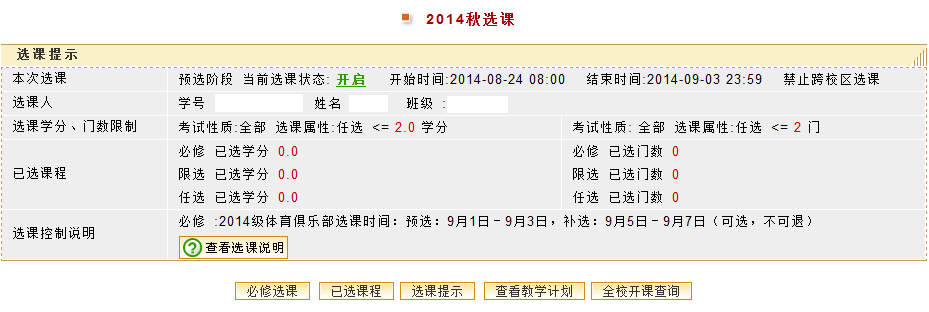 2014秋选课
选课提示
本次选课 预选阶段 当前选课状态: 开启 开始时间:2014-08-24 08:00 结束时间:2014-09-03 23:59 禁止跨校区选课
选课人 学号 姓名 班级 :
选课学分、门数限制 考试性质:全部 选课属性:任选 <= 2.0 学分 考试性质: 全部 选课属性:任选 <= 2 门
必修 已选学分 0.0 必修 已选门数 0
已选课程 限选 已选学分 0.0 限选 已选门数 0
任选 已选学分 0.0 任选 已选门数 0
选课控制说明 必修 :2014级体育俱乐部选课时间：预选：9月1日－9月3日，补选：9月5日－9月7日（可选，不可退）
查看选课说明
必修选课 已选课程 选课提示 查看教学计划 全校开课查询